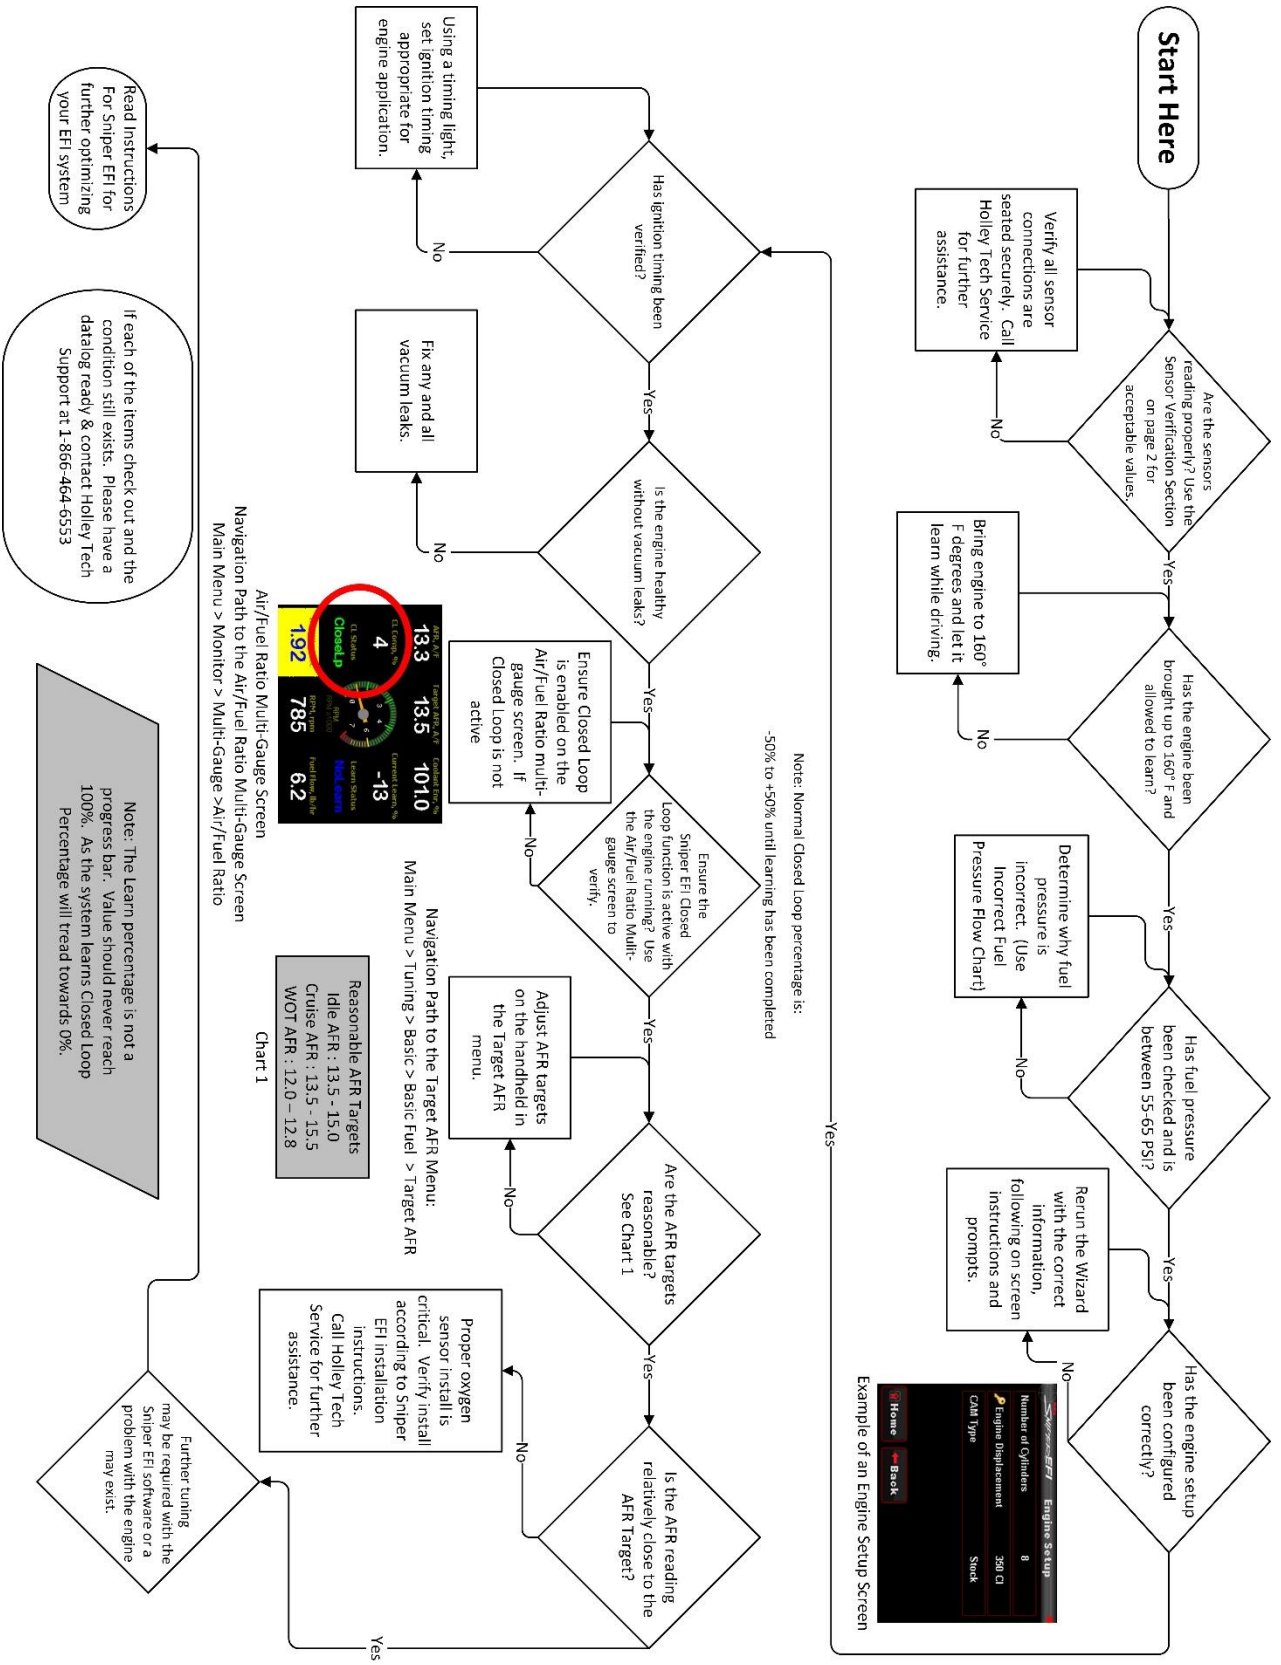 Start Here
Are the sensors
reading properly? Use the
Sensor Verification Section
on page 2 for
acceptable values.
Yes
No
Verify all sensor
connections are
seated securely.  Call
Holley Tech Service
for further
assistance.
Has the engine been
brought up to 160° F and
allowed to learn?
Yes
No
Bring engine to 160°
F degrees and let it
learn while driving.
Has fuel pressure
been checked and is
between 55-65 PSI?
Yes
No
Determine why fuel
pressure is
incorrect.  (Use
Incorrect Fuel
Pressure Flow Chart)
Has the engine setup
been configured
correctly?
No
Rerun the Wizard
with the correct
information,
following on screen
instructions and
prompts.
Sniper EFI Engine Setup
Number of Cylinders 8
Engine Displacement 350 CI
CAM Type Stock
Home Back
Example of an Engine Setup Screen
Yes
Note: Normal Closed Loop percentage is:
-50% to +50% until learning has been completed
Has ignition timing been
verified?
Yes
No
Using a timing light,
set ignition timing
appropriate for
engine application.
Is the engine healthy
without vacuum leaks?
Yes
No
Fix any and all
vacuum leaks.
Ensure the
Sniper EFI Closed
Loop function is active with
the engine running?  Use
the Air/Fuel Ratio Mulit-
gauge screen to
verify.
Yes
No
Ensure Closed Loop
is enabled on the
Air/Fuel Ratio multi-
gauge screen.  If
Closed Loop is not
active
Are the AFR targets
reasonable?
See Chart 1
Yes
No
Adjust AFR targets
on the handheld in
the Target AFR
menu.
Is the AFR reading
relatively close to the
AFR Target?
Yes
No
Proper oxygen
sensor install is
critical.  Verify install
according to Sniper
EFI installation
instructions.
Call Holley Tech
Service for further
assistance.
AFR, A/F Target AFR, A/F Coolant Enr, %
13.3 13.5 101.0
CL Comp, % Current Learn, %
4 -13
CL Status RPM Learn Status
CloseLp NoLearn
RPM, rpm Fuel Flow, lb/hr
1.92 785 6.2
Air/Fuel Ratio Multi-Gauge Screen
Navigation Path to the Air/Fuel Ratio Multi-Gauge Screen
Main Menu > Monitor > Multi-Gauge >Air/Fuel Ratio
Navigation Path to the Target AFR Menu:
Main Menu > Tuning > Basic > Basic Fuel > Target AFR
Reasonable AFR Targets
Idle AFR : 13.5 - 15.0
Cruise AFR : 13.5 - 15.5
WOT AFR : 12.0 – 12.8
Chart 1
Further tuning
may be required with the
Sniper EFI software or a
problem with the engine
may exist.
Read Instructions
For Sniper EFI for
further optimizing
your EFI system
If each of the items check out and the
condition still exists.  Please have a
datalog ready & contact Holley Tech
Support at 1-866-464-6553
Note: The Learn percentage is not a
progress bar.  Value should never reach
100%.  As the system learns Closed Loop
Percentage will tread towards 0%.